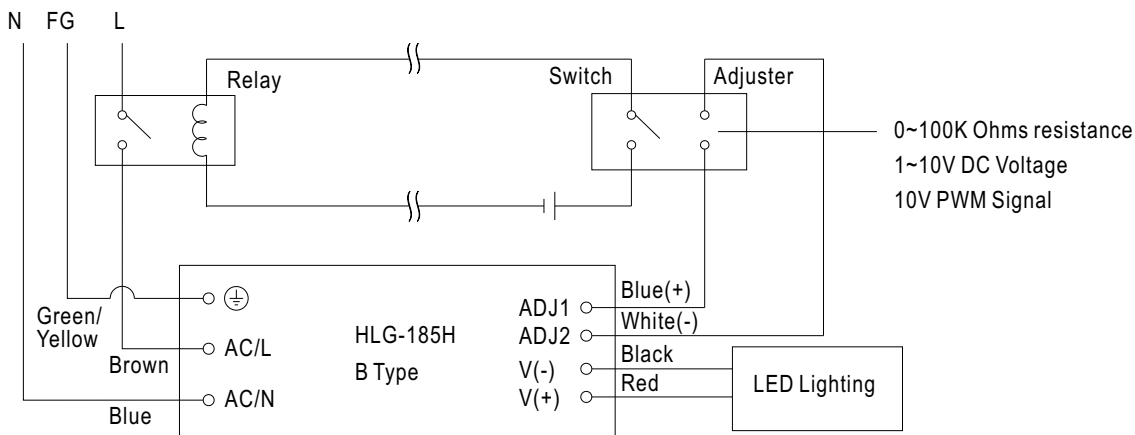 N FG L
Relay
Switch
Adjuster
0~100K Ohms resistance
1~10V DC Voltage
10V PWM Signal
Green/
Yellow
Brown
Blue
AC/L
AC/N
HLG-185H
B Type
ADJ1
ADJ2
V(-)
V(+)
Blue(+)
White(-)
Black
Red
LED Lighting